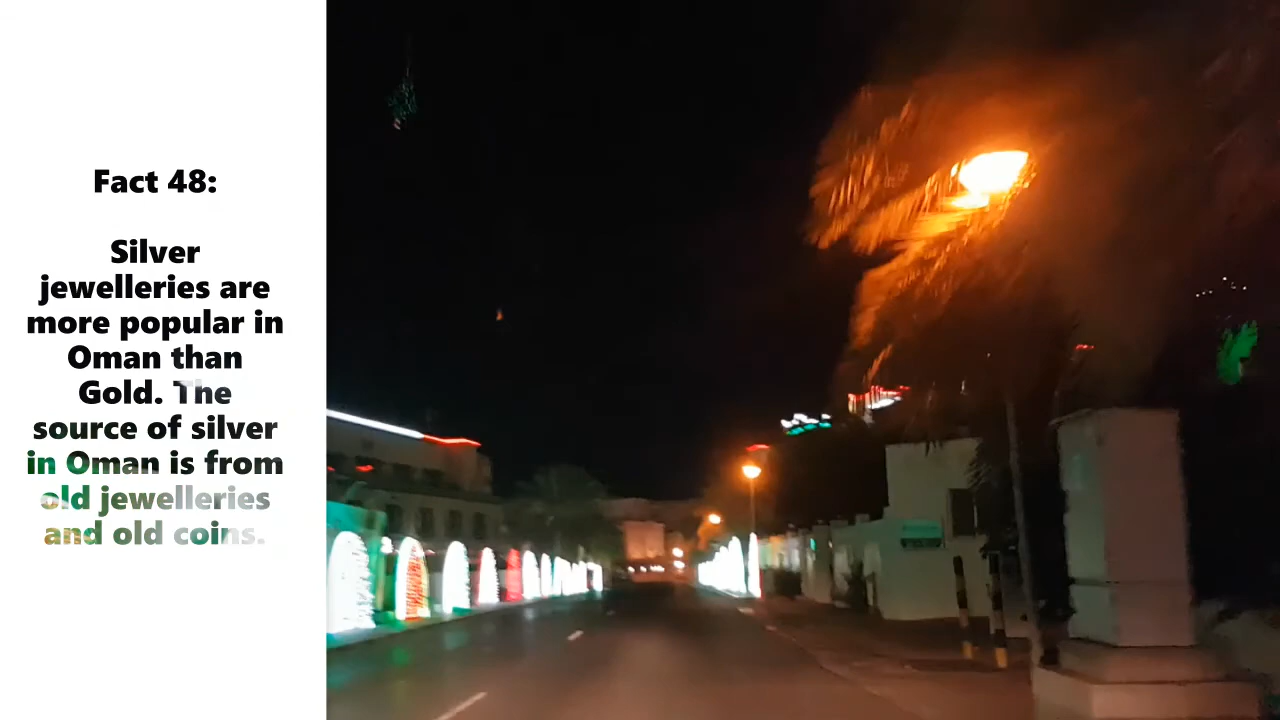 Fact 48:
Silver
jewelleries are
more popular in
Oman than
Gold. The
source of silver
in Oman is from
old jewelleries
and old coins.